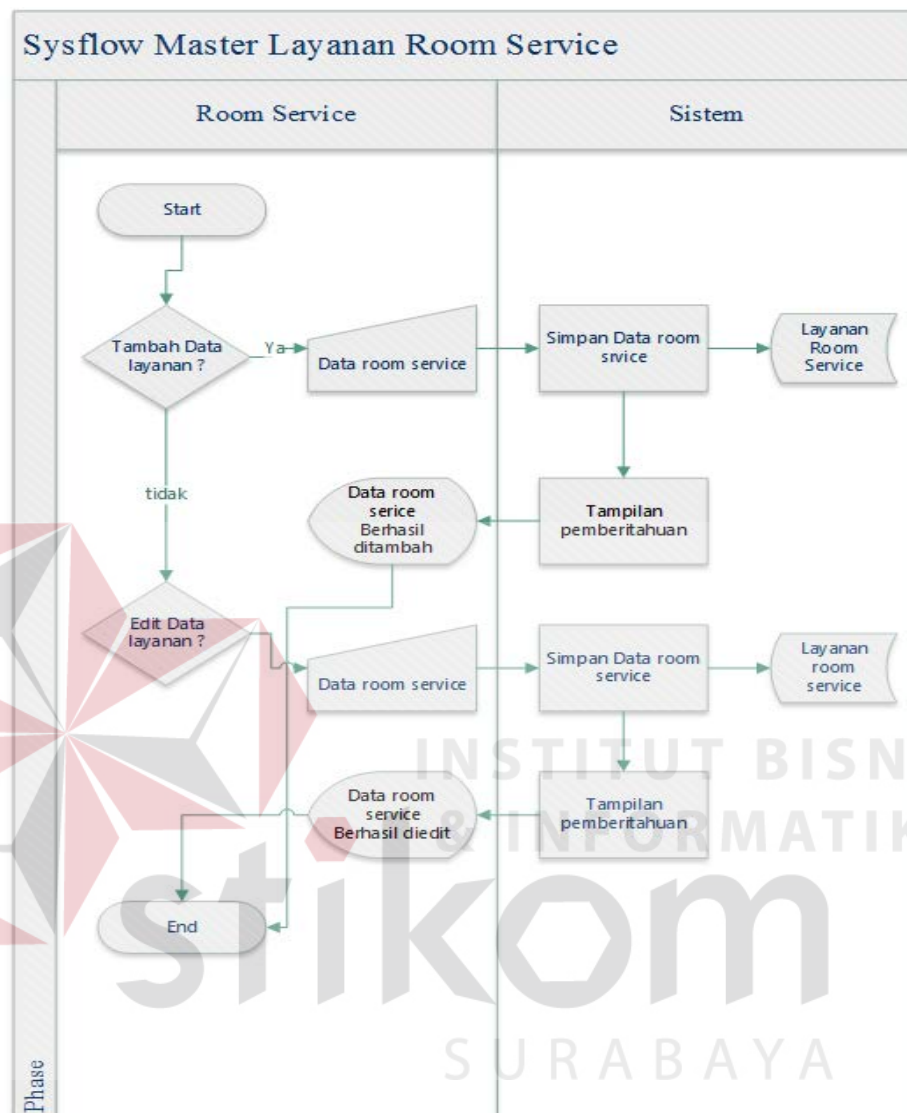 Sysflow Master Layanan Room Service
Room Service
Sistem
Start
Tambah Data
layanan ?
Ya
Data room service
Simpan Data room
srvice
Layanan
Room
Service
tidak
Data room
serice
Berhasil
ditambah
Tampilan
pemberitahuan
Edit Data
layanan ?
Data room service
Simpan Data room
service
Layanan
room
service
Data room
service
Berhasil diedit
Tampilan
pemberitahuan
End
Phase
INSTITUT BISN
& INFORMATIK
stikom
SURABAYA